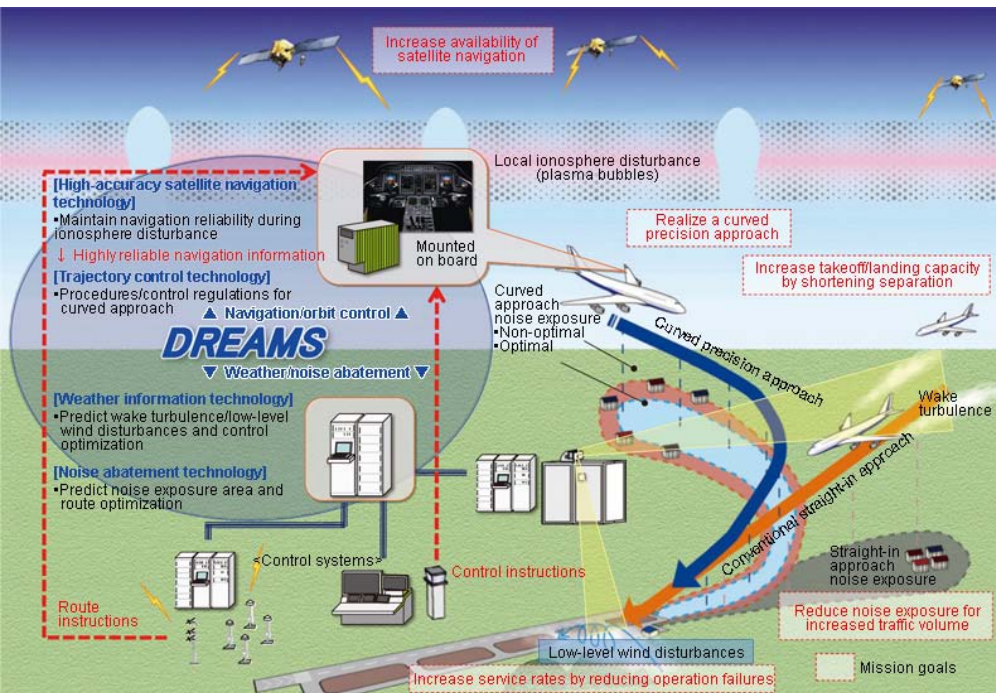 Increase availability of
satellite navigation
Local ionosphere disturbance
(plasma bubbles)
[High-accuracy satellite navigation
technology]
▪Maintain navigation reliability during
ionosphere disturbance
↓ Highly reliable navigation information
[Trajectory control technology]
▪Procedures/control regulations for
curved approach
▲ Navigation/orbit control ▲
DREAMS
▼ Weather/noise abatement ▼
[Weather information technology]
▪Predict wake turbulence/low-level
wind disturbances and control
optimization
[Noise abatement technology]
▪Predict noise exposure area and
route optimization
Mounted
on board
Realize a curved
precision approach
Increase takeoff/landing capacity
by shortening separation
Curved
approach
noise exposure
▪Non-optimal
▪Optimal
Curved precision approach
Wake
turbulence
Conventional straight-in approach
Straight-in
approach
noise exposure
<Control systems>
Control instructions
Route
instructions
Reduce noise exposure for
increased traffic volume
Low-level wind disturbances
Increase service rates by reducing operation failures
Mission goals